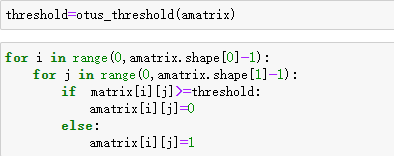 threshold=otus_threshold(amatrix)
for i in range(0,amatrix.shape[0]-1):
    for j in range(0,amatrix.shape[1]-1):
        if  matrix[i][j]>=threshold:
            amatrix[i][j]=0
        else:
            amatrix[i][j]=1